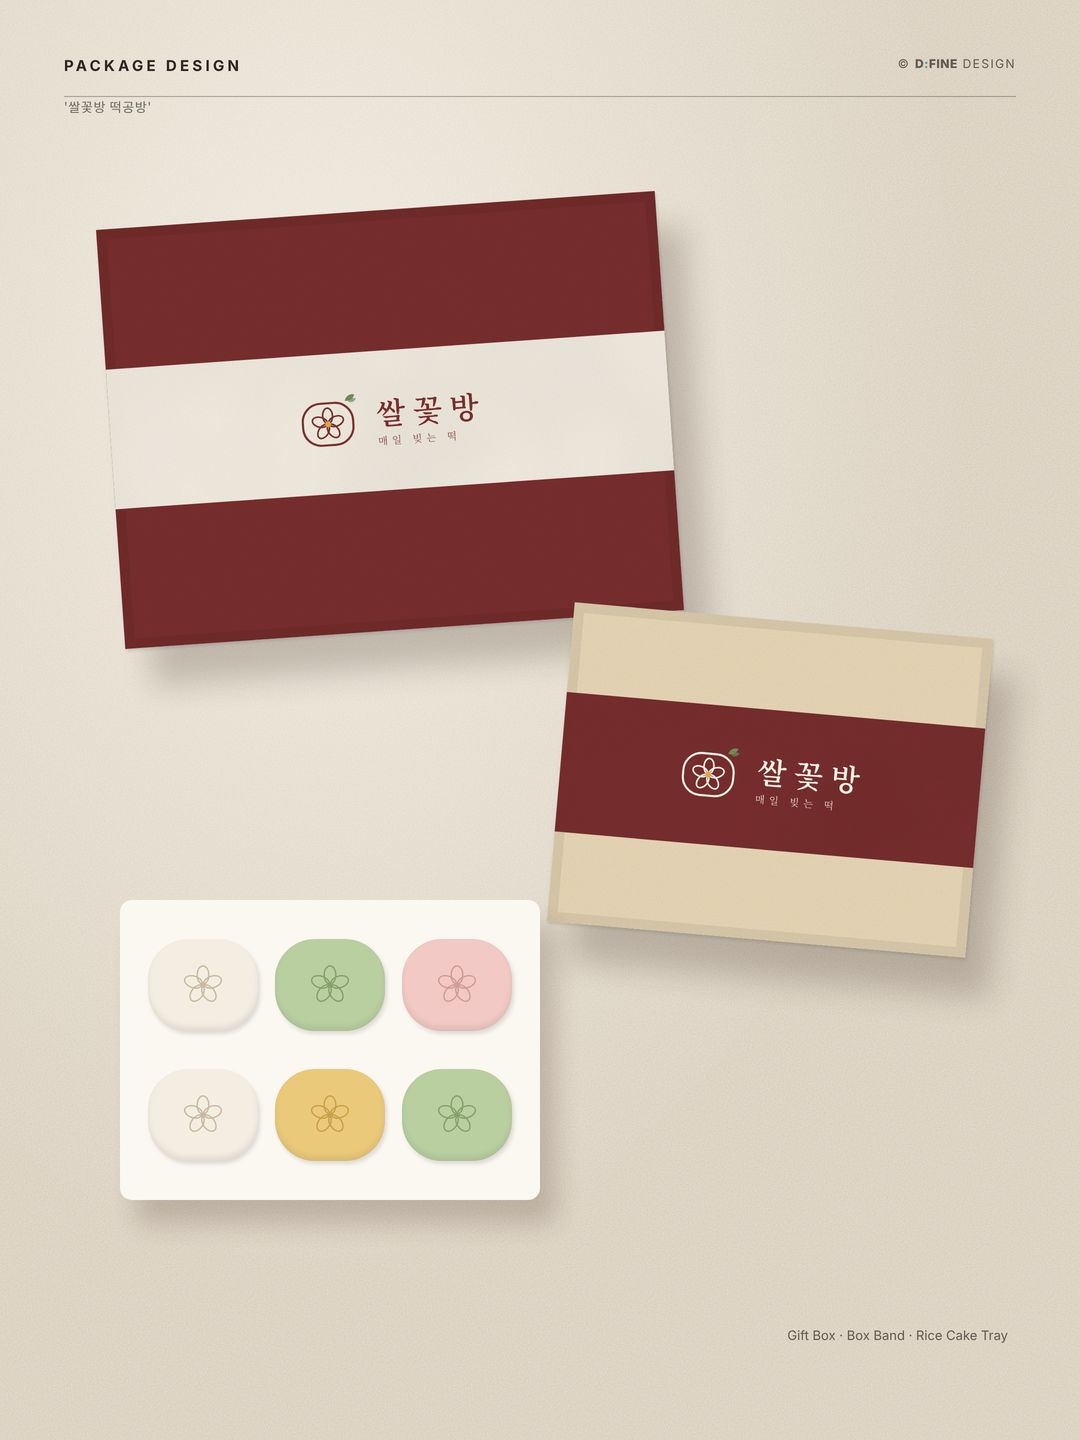 PACKAGE DESIGN
© D:FINE DESIGN
'쌀꽃방 떡공방'
쌀꽃방
매일 빚는 떡
쌀꽃방
매일 빚는 떡
Gift Box · Box Band · Rice Cake Tray